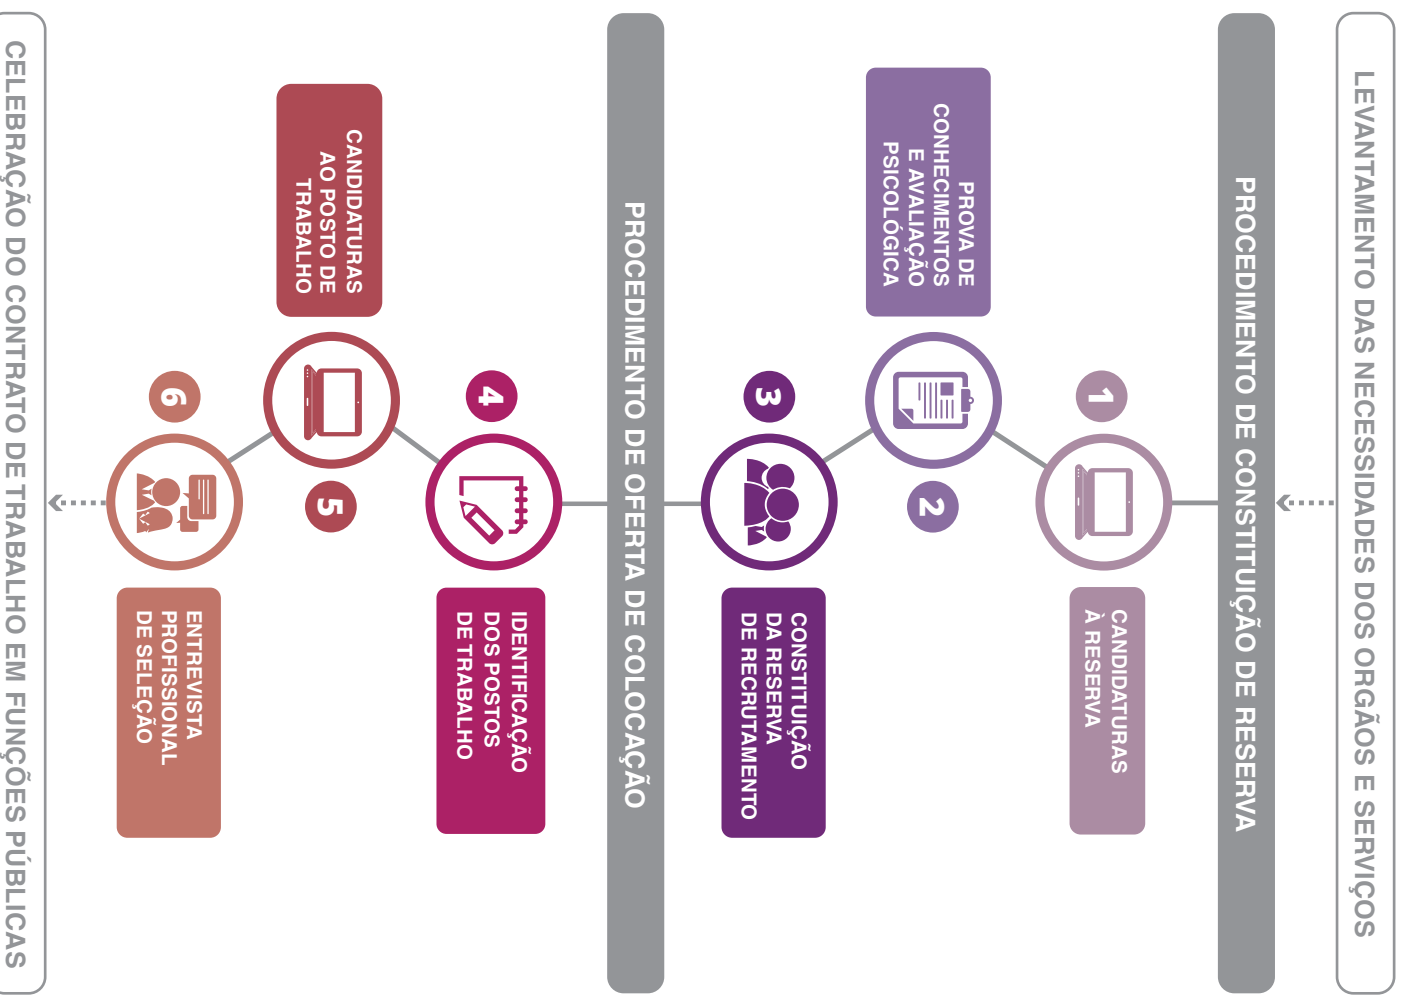 LEVANTAMENTO DAS NECESSIDADES DOS ORGÃOS E SERVIÇOS
PROCEDIMENTO DE CONSTITUIÇÃO DE RESERVA
1
CANDIDATURAS
À RESERVA
PROVA DE
CONHECIMENTOS
E AVALIAÇÃO
PSICOLÓGICA
2
3
CONSTITUIÇÃO
DA RESERVA
DE RECRUTAMENTO
PROCEDIMENTO DE OFERTA DE COLOCAÇÃO
4
IDENTIFICAÇÃO
DOS POSTOS
DE TRABALHO
CANDIDATURAS
AO POSTO DE
TRABALHO
5
6
ENTREVISTA
PROFISSIONAL
DE SELEÇÃO
CELEBRAÇÃO DO CONTRATO DE TRABALHO EM FUNÇÕES PÚBLICAS